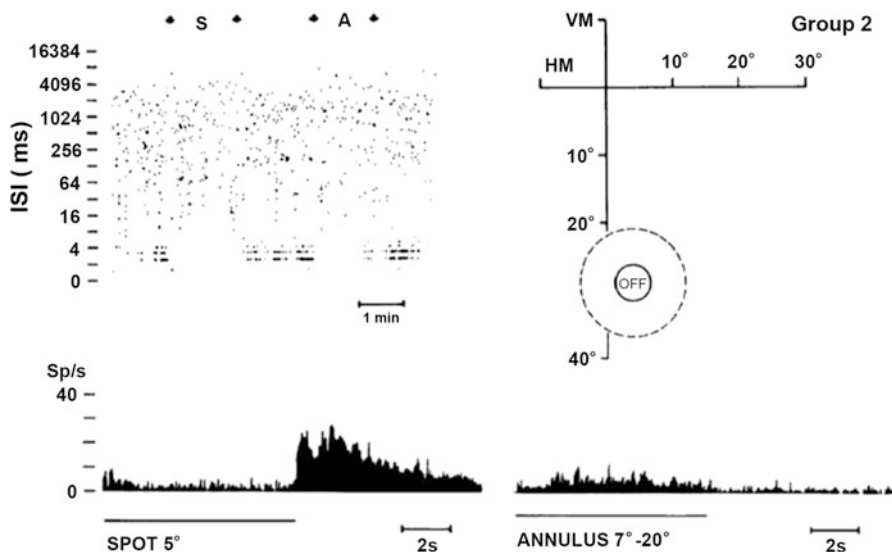 S A
ISI ( ms)
16384
4096
1024
256
64
16
4
0
1 min
VM
Group 2
HM
10° 20° 30°
10°
20°
OFF
40°
Sp/s
40
0
SPOT 5°
2s
ANNULUS 7° -20°
2s